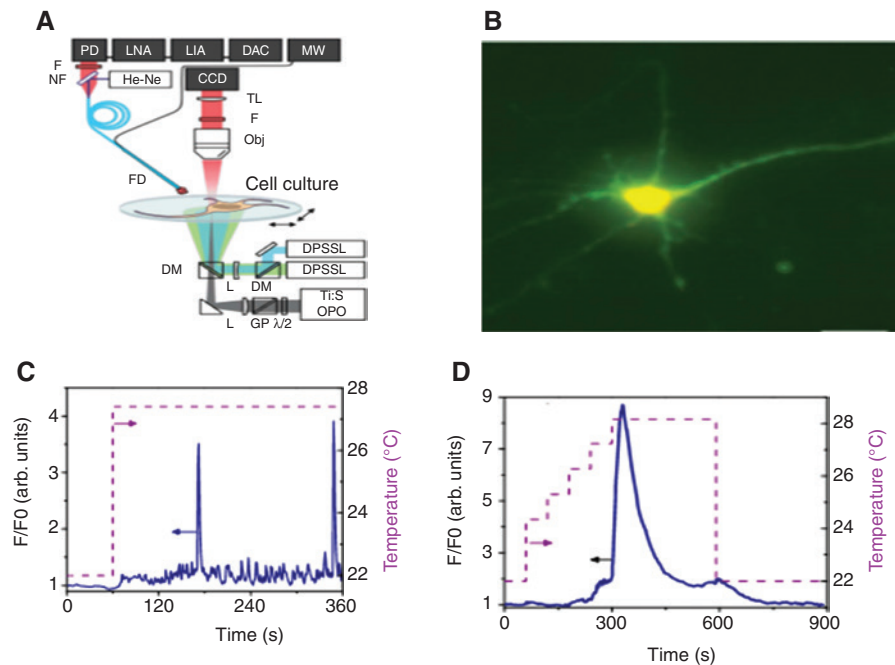 A
PD LNA LIA DAC MW
F
NF
He-Ne
CCD
TL
F
Obj
FD
Cell culture
DPSSL
DM
DPSSL
L DM
Ti:S
OPO
L GP λ/2
B
C
F/F0 (arb. units)
4
3
2
1
0 120 240 360
Time (s)
28
26
24
22
Temperature (°C)
D
F/F0 (arb. units)
9
7
5
3
1
0 300 600 900
Time (s)
28
26
24
22
Temperature (°C)